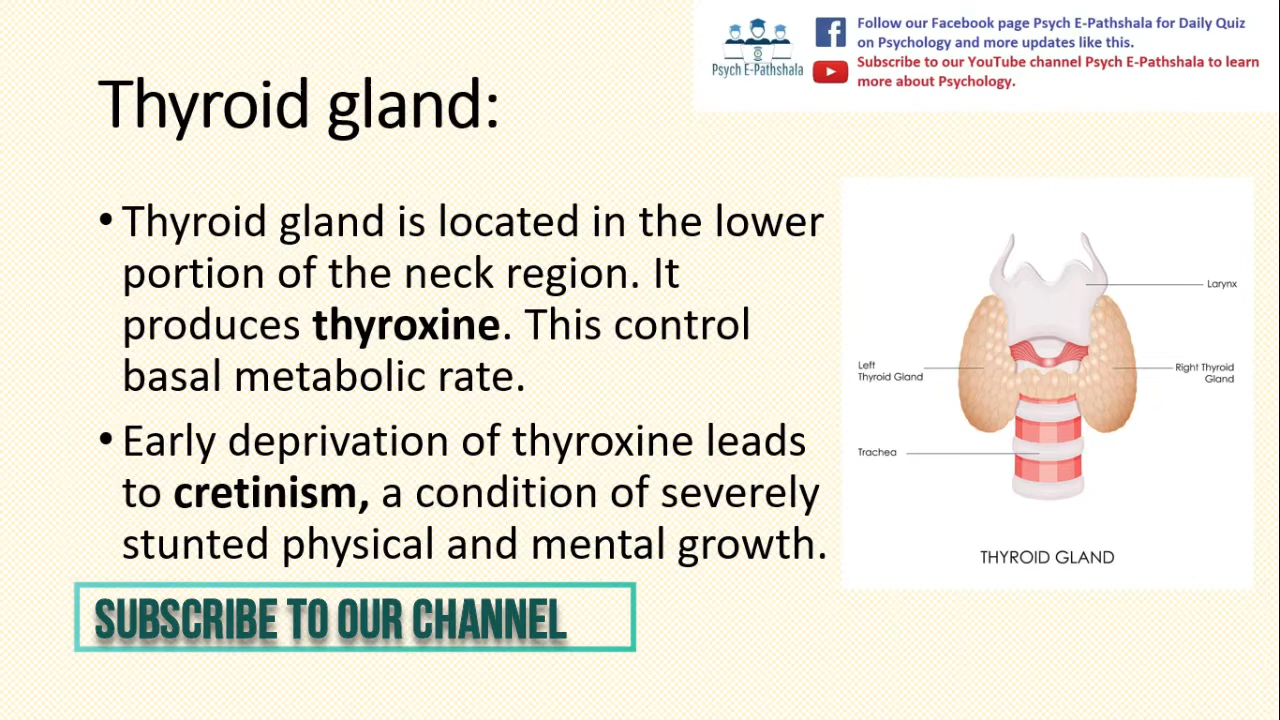 Psych E-Pathshala
Follow our Facebook page Psych E-Pathshala for Daily Quiz
on Psychology and more updates like this.
Subscribe to our YouTube channel Psych E-Pathshala to learn
more about Psychology.
Thyroid gland:
•Thyroid gland is located in the lower
portion of the neck region. It
produces thyroxine. This control
basal metabolic rate.
•Early deprivation of thyroxine leads
to cretinism, a condition of severely
stunted physical and mental growth.
Larynx
Left
Thyroid Gland
Right Thyroid
Gland
Trachea
THYROID GLAND
SUBSCRIBE TO OUR CHANNEL